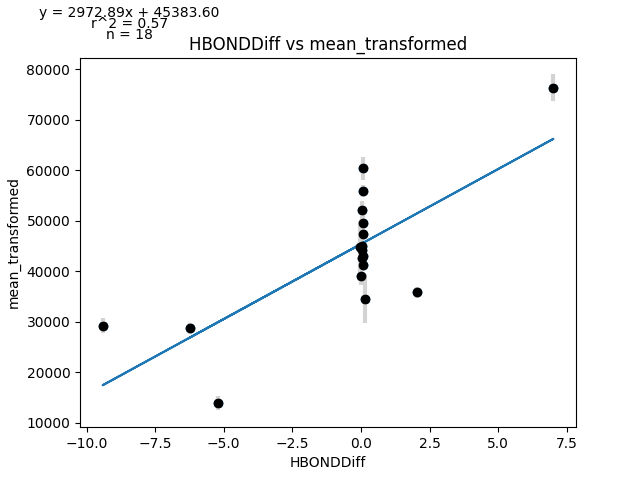 y = 2972.89x + 45383.60
r^2 = 0.57
n = 18
HBONDDiff vs mean_transformed
80000
70000
60000
50000
40000
30000
20000
10000
mean_transformed
−10.0 −7.5 −5.0 −2.5 0.0 2.5 5.0 7.5
HBONDDiff